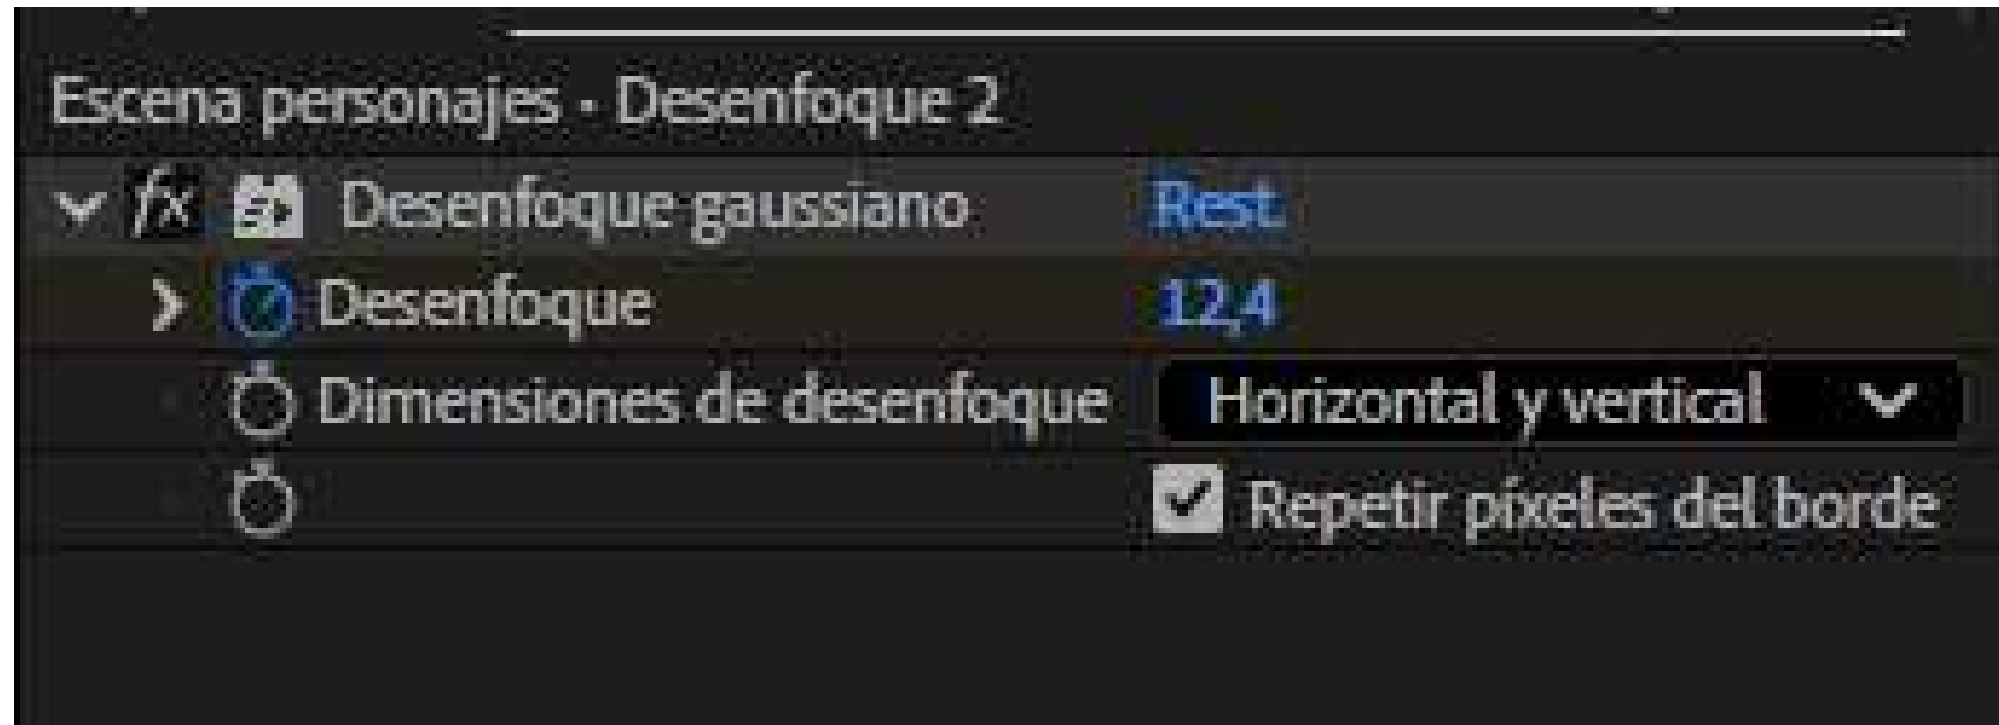 Escena personajes · Desenfoque 2
fx Desenfoque gaussiano Rest.
Desenfoque 12,4
Dimensiones de desenfoque Horizontal y vertical
Repetir píxeles del borde